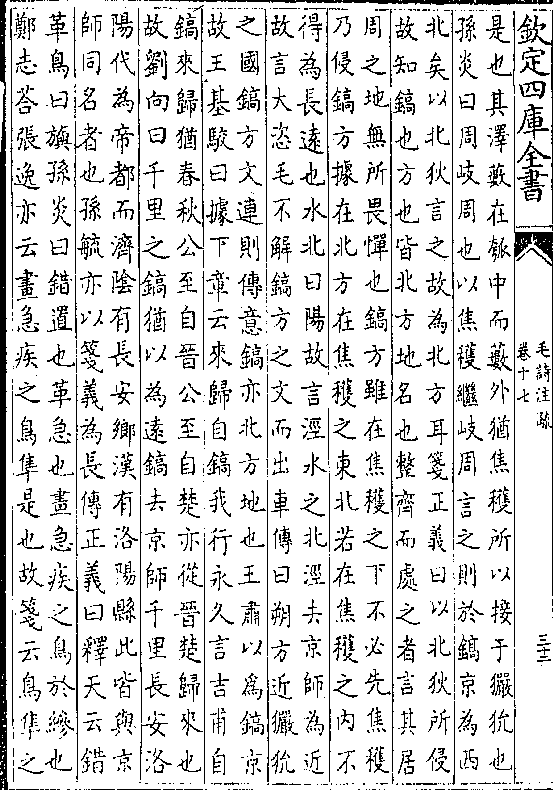 欽定四庫全書
毛詩注疏
卷十七
三十二
是也其澤藪在瓠中而藪外猶焦穫所以接于玁狁也
孫炎曰周岐周也以焦穫繼岐周言之則於鎬京為西
北矣以北狄言之故為北方耳箋正義曰以北狄所侵
故知鎬也方也皆北方地名也整齊而處之者言其居
周之地無所畏憚也鎬方雖在焦穫之下不必先焦穫
乃侵鎬方據在北方在焦穫之東北若在焦穫之内不
得為長遠也水北曰陽故言涇水之北涇去京師為近
故言大恣毛不解鎬方之文而出車傳曰朔方近玁狁
之國鎬方文連則傳意鎬亦北方地也王肅以為鎬京
故王基駮曰據下章云來歸自鎬我行永久言吉甫自
鎬來歸猶春秋公至自晉公至自楚亦從晉楚歸來也
故劉向曰千里之鎬猶以為遠鎬去京師千里長安洛
陽代為帝都而濟陰有長安鄉漢有洛陽縣此皆與京
師同名者也孫毓亦以箋義為長傳正義曰釋天云錯
革鳥曰旟孫炎曰錯置也革急也畫急疾之鳥於縿也
鄭志荅張逸亦云畫急疾之鳥隼是也故箋云鳥隼之